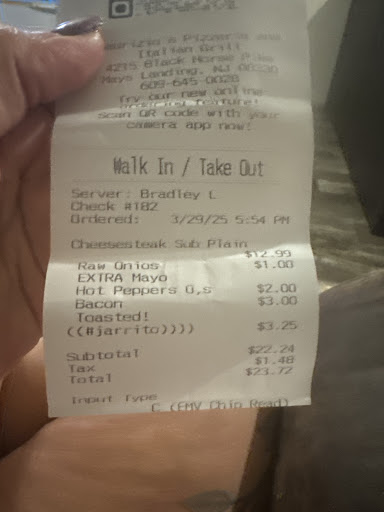 Pizzeria and
Italian Grill
4215 Black Horse Pike
Mays Landing, NJ 08330
609-645-0028
Try our new online
ordering feature!
Scan QR code with your
camera app now!
Walk In / Take Out
Server: Bradley L
Check #182
Ordered: 3/29/25 5:54 PM
Cheesesteak Sub Plain $12.99
Raw Onios $1.00
EXTRA Mayo
Hot Peppers O,s $2.00
Bacon $3.00
Toasted!
((#jarrito)))) $3.25
Subtotal $22.24
Tax $1.48
Total $23.72
Input Type
C (EMV Chip Read)